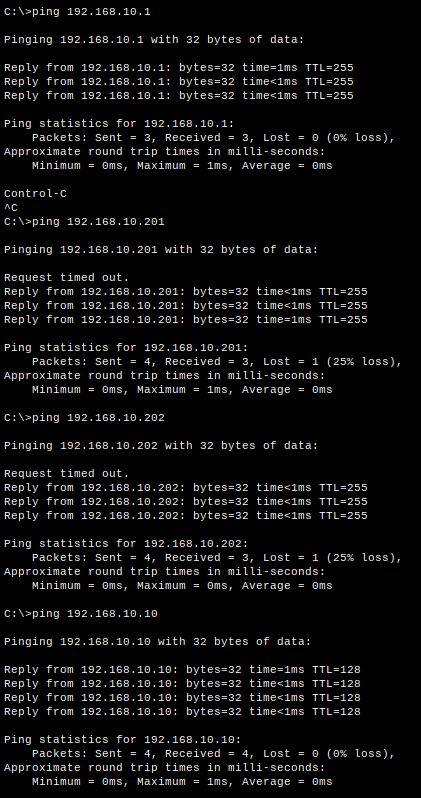 C:\>ping 192.168.10.1
Pinging 192.168.10.1 with 32 bytes of data:
Reply from 192.168.10.1: bytes=32 time=1ms TTL=255
Reply from 192.168.10.1: bytes=32 time<1ms TTL=255
Reply from 192.168.10.1: bytes=32 time<1ms TTL=255
Ping statistics for 192.168.10.1:
    Packets: Sent = 3, Received = 3, Lost = 0 (0% loss),
Approximate round trip times in milli-seconds:
    Minimum = 0ms, Maximum = 1ms, Average = 0ms
Control-C
^C
C:\>ping 192.168.10.201
Pinging 192.168.10.201 with 32 bytes of data:
Request timed out.
Reply from 192.168.10.201: bytes=32 time<1ms TTL=255
Reply from 192.168.10.201: bytes=32 time<1ms TTL=255
Reply from 192.168.10.201: bytes=32 time=1ms TTL=255
Ping statistics for 192.168.10.201:
    Packets: Sent = 4, Received = 3, Lost = 1 (25% loss),
Approximate round trip times in milli-seconds:
    Minimum = 0ms, Maximum = 1ms, Average = 0ms
C:\>ping 192.168.10.202
Pinging 192.168.10.202 with 32 bytes of data:
Request timed out.
Reply from 192.168.10.202: bytes=32 time<1ms TTL=255
Reply from 192.168.10.202: bytes=32 time<1ms TTL=255
Reply from 192.168.10.202: bytes=32 time<1ms TTL=255
Ping statistics for 192.168.10.202:
    Packets: Sent = 4, Received = 3, Lost = 1 (25% loss),
Approximate round trip times in milli-seconds:
    Minimum = 0ms, Maximum = 0ms, Average = 0ms
C:\>ping 192.168.10.10
Pinging 192.168.10.10 with 32 bytes of data:
Reply from 192.168.10.10: bytes=32 time=1ms TTL=128
Reply from 192.168.10.10: bytes=32 time<1ms TTL=128
Reply from 192.168.10.10: bytes=32 time<1ms TTL=128
Reply from 192.168.10.10: bytes=32 time<1ms TTL=128
Ping statistics for 192.168.10.10:
    Packets: Sent = 4, Received = 4, Lost = 0 (0% loss),
Approximate round trip times in milli-seconds:
    Minimum = 0ms, Maximum = 1ms, Average = 0ms